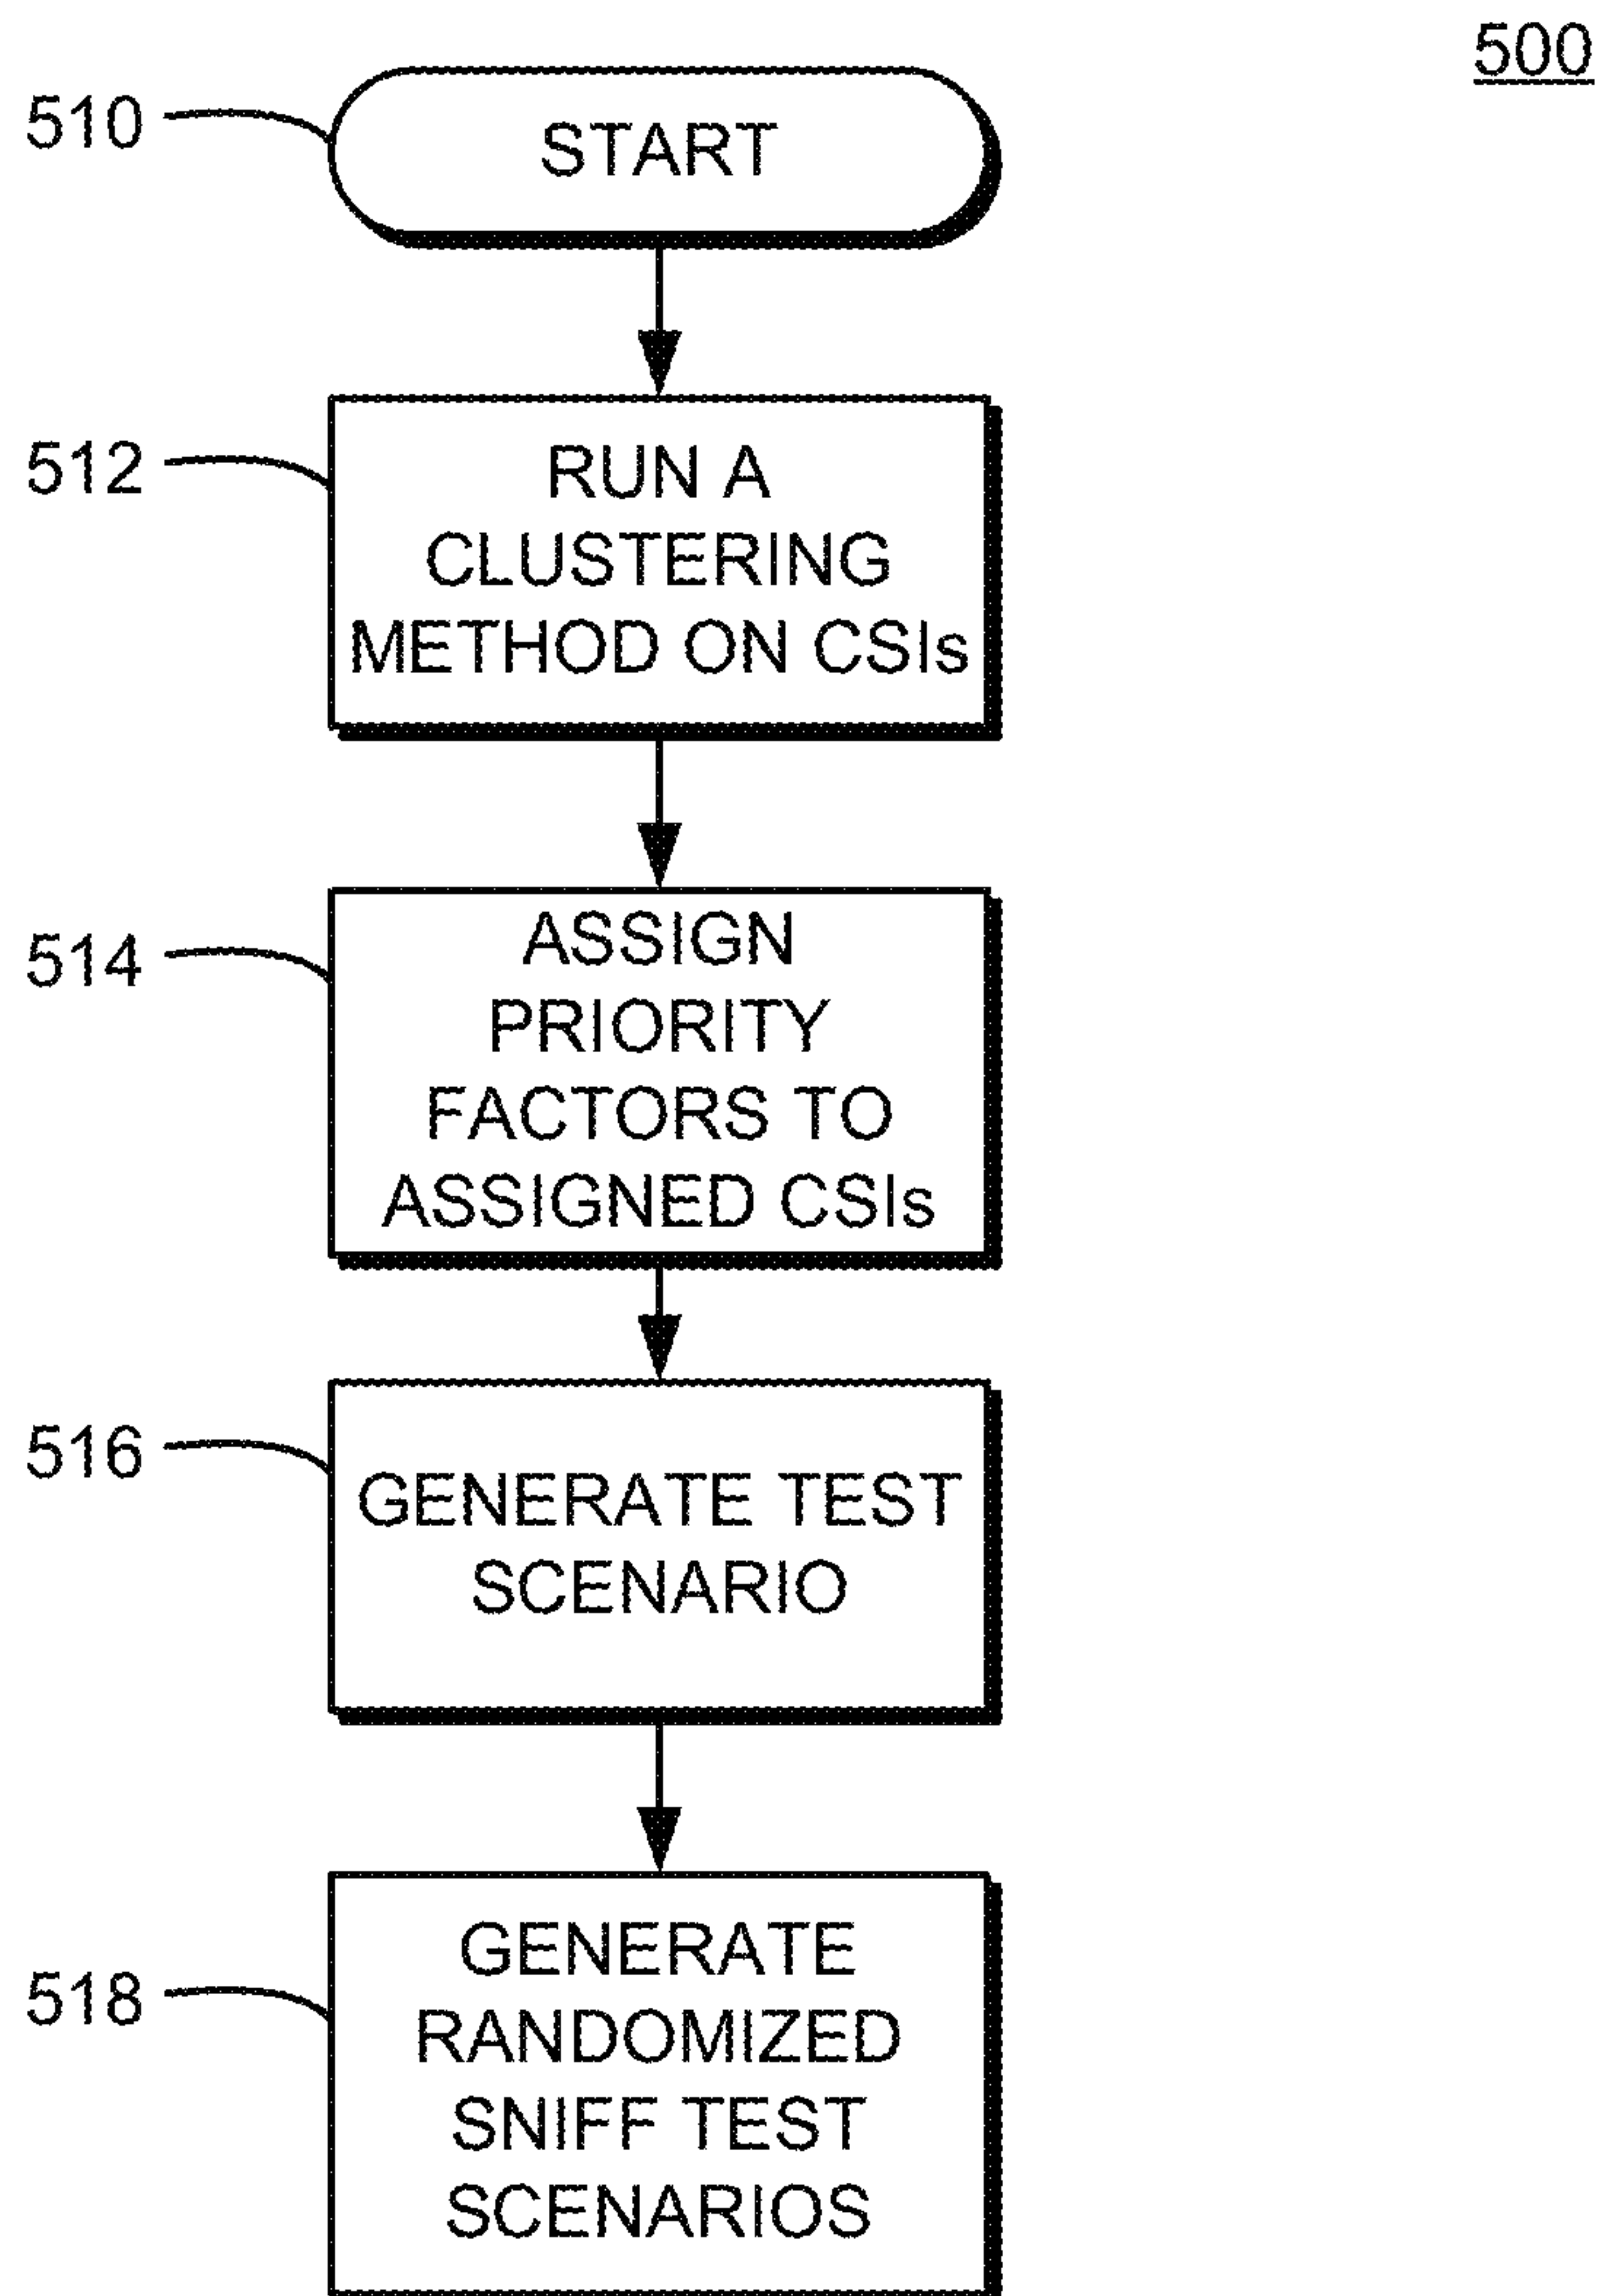 500
510
START
512
RUN A
CLUSTERING
METHOD ON CSIs
514
ASSIGN
PRIORITY
FACTORS TO
ASSIGNED CSIs
516
GENERATE TEST
SCENARIO
518
GENERATE
RANDOMIZED
SNIFF TEST
SCENARIOS